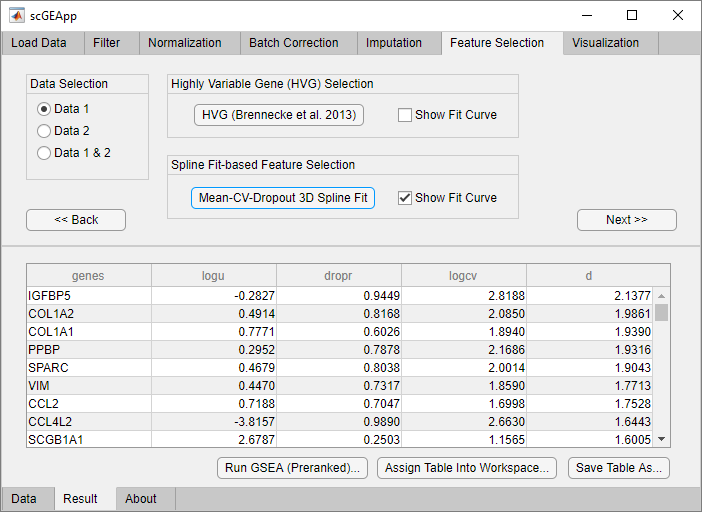 scGEApp
Load Data Filter Normalization Batch Correction Imputation Feature Selection Visualization
Data Selection
Data 1
Data 2
Data 1 & 2
Highly Variable Gene (HVG) Selection
HVG (Brennecke et al. 2013) Show Fit Curve
Spline Fit-based Feature Selection
Mean-CV-Dropout 3D Spline Fit Show Fit Curve
<< Back Next >>
genes logu dropr logcv d
IGFBP5 -0.2827 0.9449 2.8188 2.1377
COL1A2 0.4914 0.8168 2.0850 1.9861
COL1A1 0.7771 0.6026 1.8940 1.9390
PPBP 0.2952 0.7878 2.1686 1.9316
SPARC 0.4679 0.8038 2.0014 1.9043
VIM 0.4470 0.7317 1.8590 1.7713
CCL2 0.7188 0.7047 1.6998 1.7528
CCL4L2 -3.8157 0.9890 2.6630 1.6443
SCGB1A1 2.6787 0.2503 1.1565 1.6005
Run GSEA (Preranked)... Assign Table Into Workspace... Save Table As...
Data Result About